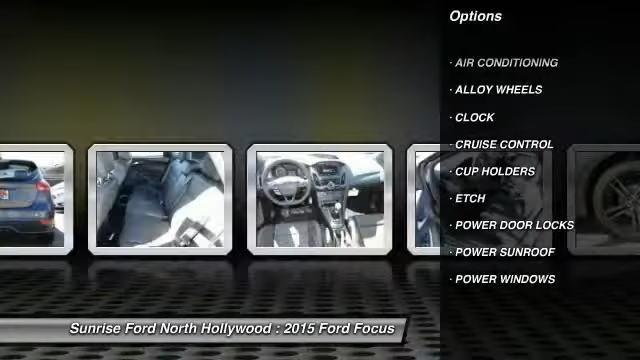 Options
· AIR CONDITIONING
· ALLOY WHEELS
· CLOCK
· CRUISE CONTROL
· CUP HOLDERS
· ETCH
· POWER DOOR LOCKS
· POWER SUNROOF
· POWER WINDOWS
Sunrise Ford North Hollywood : 2015 Ford Focus